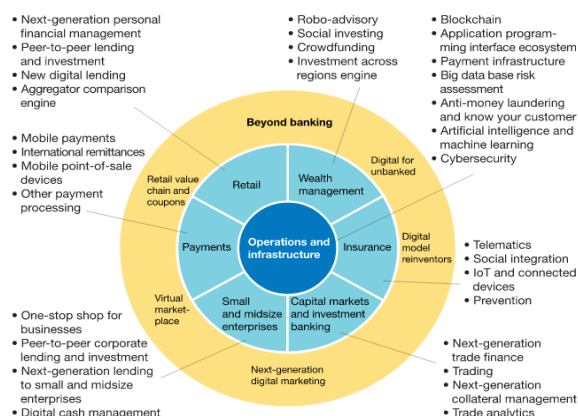 • Next-generation personal
financial management
• Peer-to-peer lending
and investment
• New digital lending
• Aggregator comparison
engine
• Robo-advisory
• Social investing
• Crowdfunding
• Investment across
regions engine
• Blockchain
• Application program-
ming interface ecosystem
• Payment infrastructure
• Big data base risk
assessment
• Anti-money laundering
and know your customer
• Artificial intelligence and
machine learning
• Cybersecurity
• Mobile payments
• International remittances
• Mobile point-of-sale
devices
• Other payment
processing
Beyond banking
Retail value
chain and
coupons
Digital for
unbanked
Digital model
reinventors
Next-generation
digital marketing
Virtual market-
place
Retail
Wealth
management
Insurance
Capital markets
and investment
banking
Small
and midsize
enterprises
Payments
Operations and
infrastructure
• Telematics
• Social integration
• IoT and connected
devices
• Prevention
• One-stop shop for
businesses
• Peer-to-peer corporate
lending and investment
• Next-generation lending
to small and midsize
enterprises
• Digital cash management
• Next-generation
trade finance
• Trading
• Next-generation
collateral management
• Trade analytics